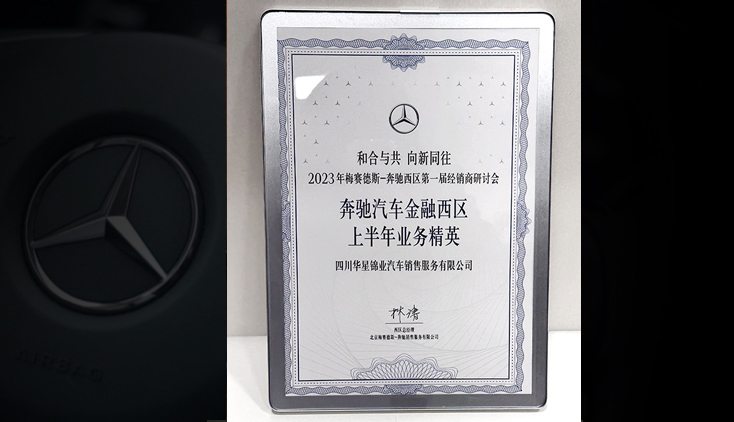 和合与共 向新同往
2023年梅赛德斯-奔驰西区第一届经销商研讨会
奔驰汽车金融西区
上半年业务精英
四川华星锦业汽车销售服务有限公司
西区总经理
北京梅赛德斯-奔驰销售服务有限公司